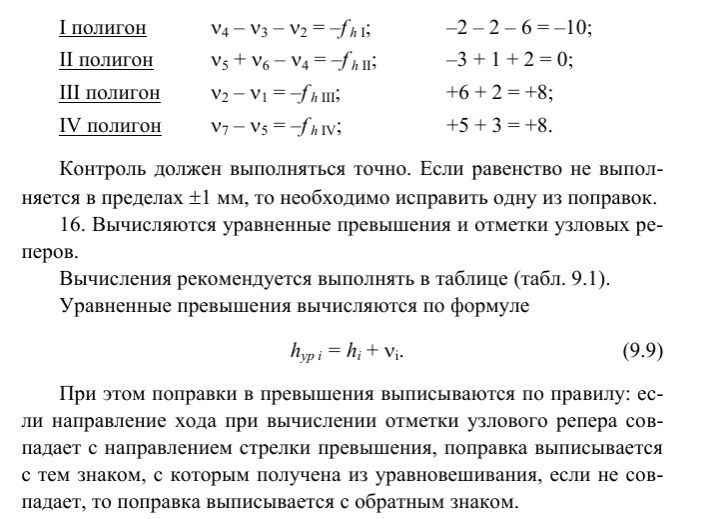 I полигон ν4 – ν3 – ν2 = –f h I; –2 – 2 – 6 = –10;
II полигон ν5 + ν6 – ν4 = –f h II; –3 + 1 + 2 = 0;
III полигон ν2 – ν1 = –f h III; +6 + 2 = +8;
IV полигон ν7 – ν5 = –f h IV; +5 + 3 = +8.
Контроль должен выполняться точно. Если равенство не выпол-
няется в пределах ±1 мм, то необходимо исправить одну из поправок.
16. Вычисляются уравненные превышения и отметки узловых ре-
перов.
Вычисления рекомендуется выполнять в таблице (табл. 9.1).
Уравненные превышения вычисляются по формуле
hур i = hi + νi. (9.9)
При этом поправки в превышения выписываются по правилу: ес-
ли направление хода при вычислении отметки узлового репера сов-
падает с направлением стрелки превышения, поправка выписывается
с тем знаком, с которым получена из уравновешивания, если не сов-
падает, то поправка выписывается с обратным знаком.